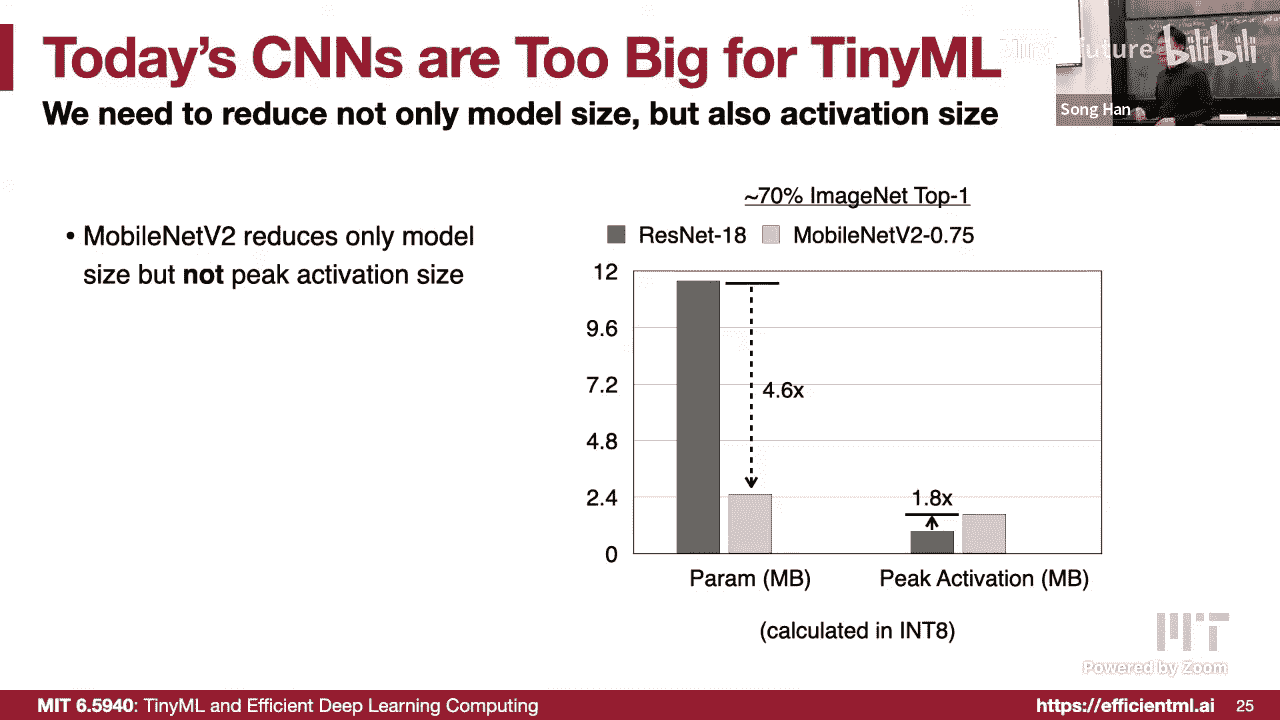 Today's CNNs are Too Big for TinyML
We need to reduce not only model size, but also activation size
Future bilibili
Song Han
• MobileNetV2 reduces only model
size but not peak activation size
~70% ImageNet Top-1
ResNet-18 MobileNetV2-0.75
12
9.6
7.2
4.8
2.4
0
4.6x
1.8x
Param (MB) Peak Activation (MB)
(calculated in INT8)
MIT
Powered by Zoom
MIT 6.5940: TinyML and Efficient Deep Learning Computing https://efficientml.ai 25